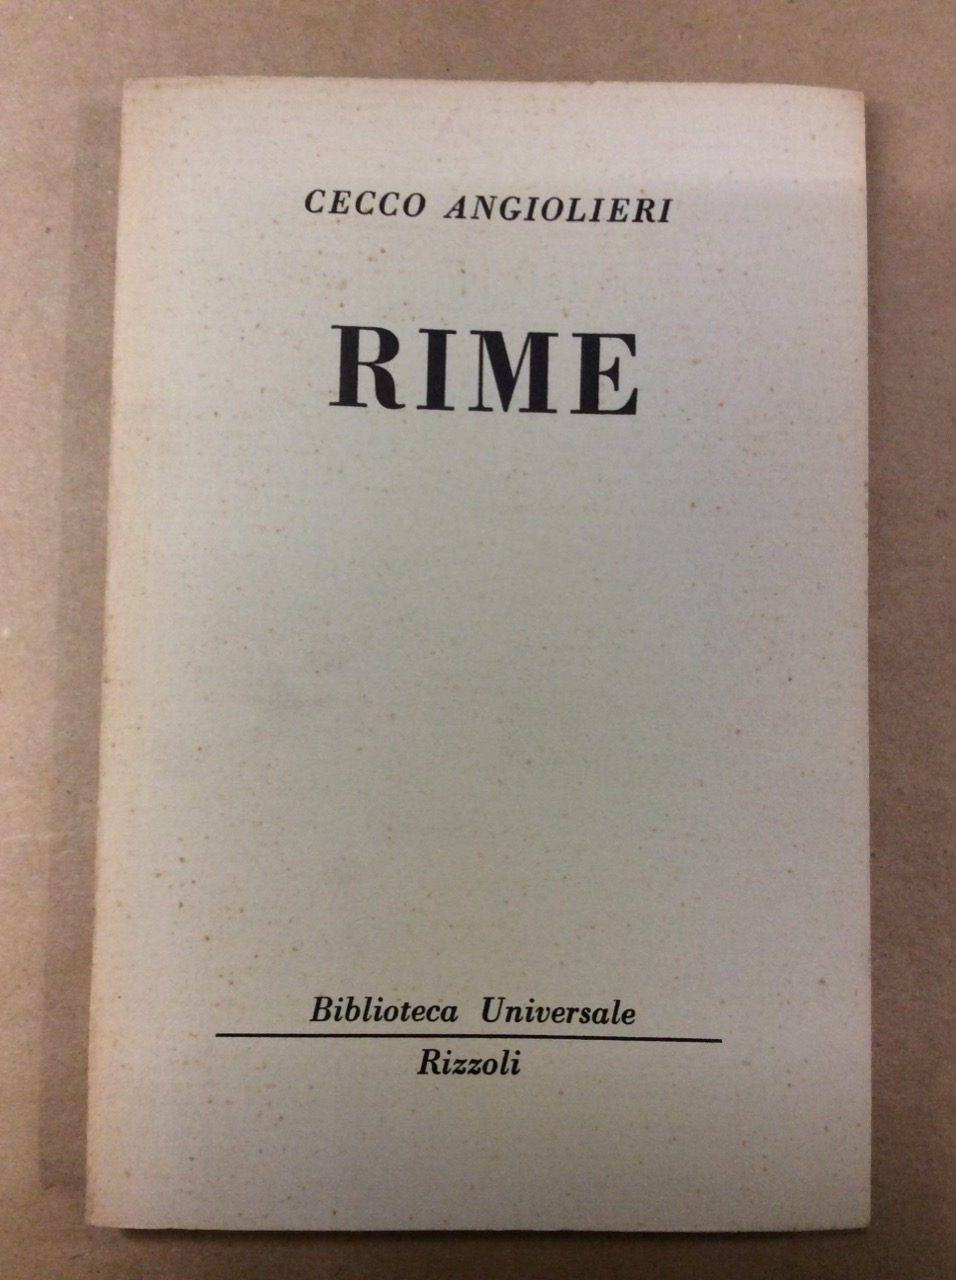 CECCO ANGIOLIERI
RIME
Biblioteca Universale
Rizzoli